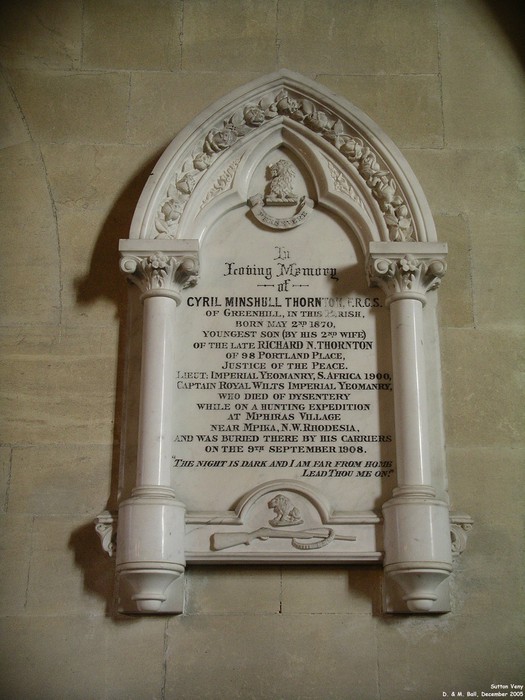 In
Loving Memory
of
CYRIL MINSHULL THORNTON, F.R.G.S.
OF GREENHILL, IN THIS PARISH,
BORN MAY 2ND 1870,
YOUNGEST SON (BY HIS 2ND WIFE)
OF THE LATE RICHARD N. THORNTON
OF 98 PORTLAND PLACE,
JUSTICE OF THE PEACE.
LIEUT: IMPERIAL YEOMANRY, S. AFRICA 1900,
CAPTAIN ROYAL WILTS IMPERIAL YEOMANRY,
WHO DIED OF DYSENTERY
WHILE ON A HUNTING EXPEDITION
AT MPHIRAS VILLAGE
NEAR MPIKA, N.W. RHODESIA,
AND WAS BURIED THERE BY HIS CARRIERS
ON THE 9TH SEPTEMBER 1908.
"THE NIGHT IS DARK AND I AM FAR FROM HOME
LEAD THOU ME ON!"
Sutton Veny
D. & M. Ball, December 2005